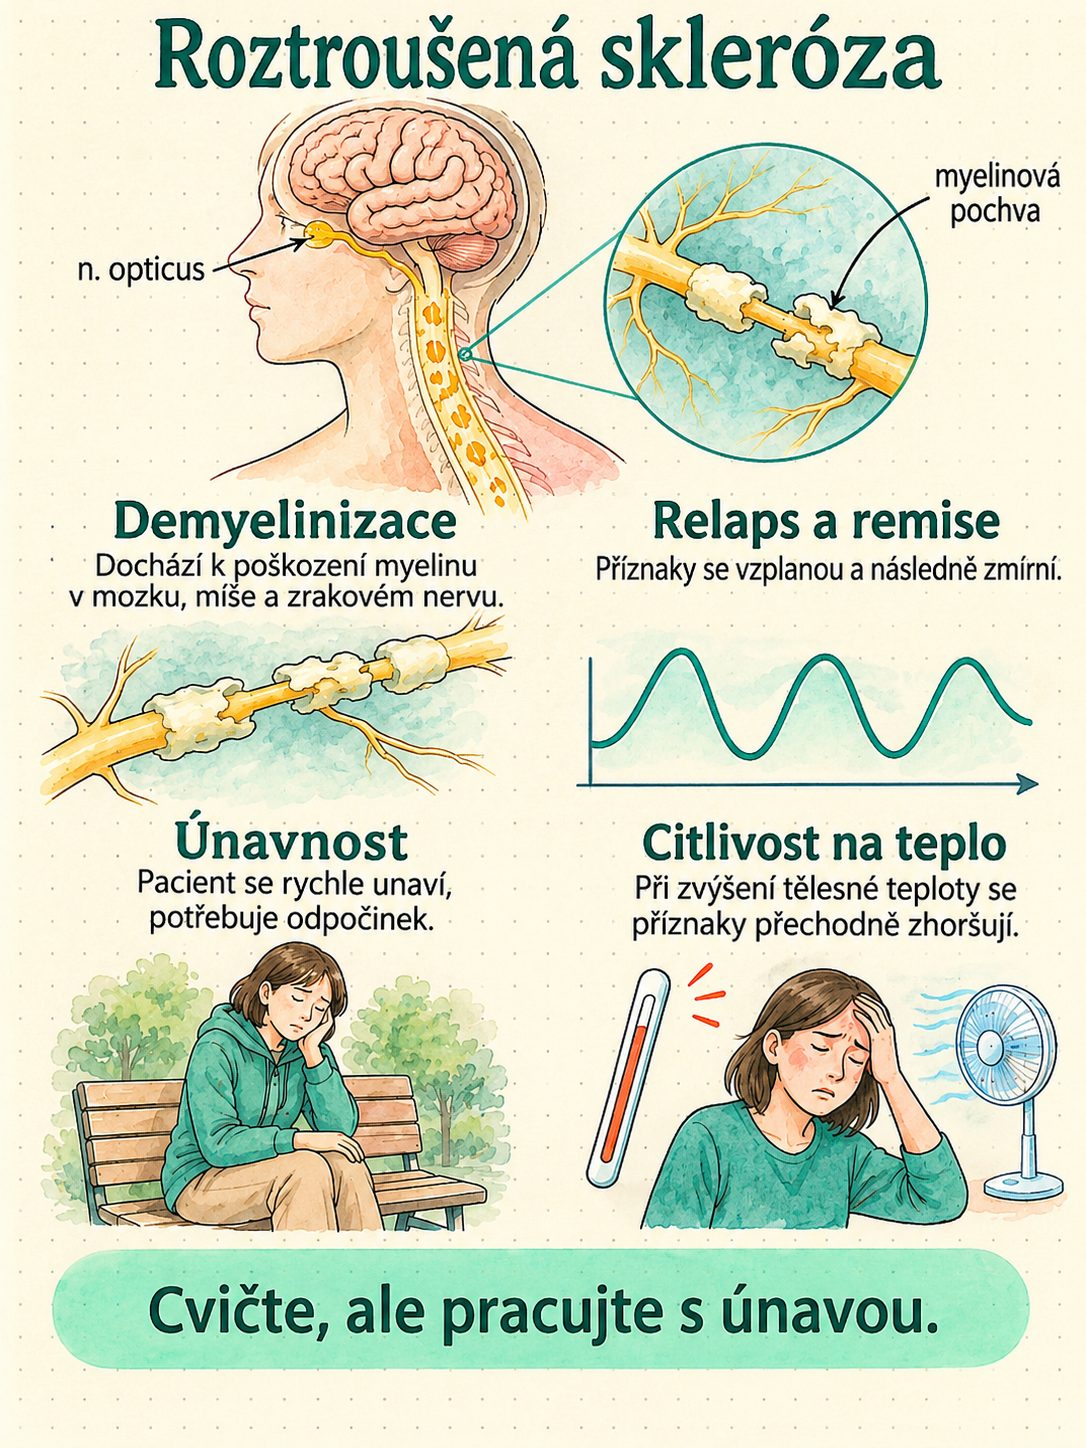 Roztroušená skleróza
myelinová
pochva
n. opticus
Demyelinizace
Dochází k poškození myelinu
v mozku, míše a zrakovém nervu.
Relaps a remise
Příznaky se vzplanou a následně zmírní.
Únavnost
Pacient se rychle unaví,
potřebuje odpočinek.
Citlivost na teplo
Při zvýšení tělesné teploty se
příznaky přechodně zhoršují.
Cvičte, ale pracujte s únavou.